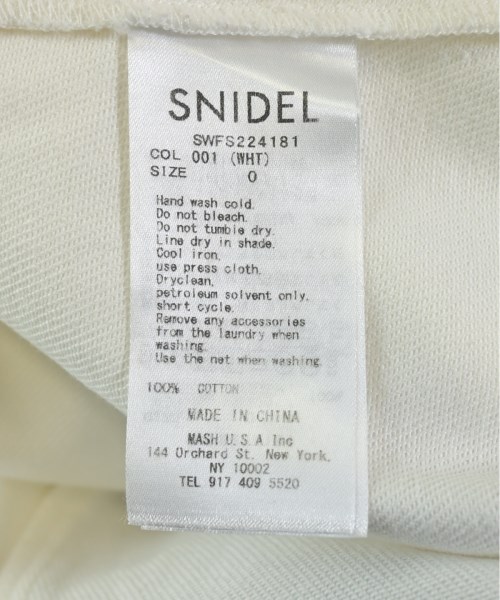 SNIDEL
SWFS224181
COL 001 (WHT)
SIZE 0
Hand wash cold.
Do not bleach.
Do not tumble dry.
Line dry in shade.
Cool iron.
use press cloth.
Dryclean,
petroleum solvent only,
short cycle.
Remove any accessories
from the laundry when
washing.
Use the net when washing.
100% COTTON
MADE IN CHINA
MASH U.S.A Inc
144 Orchard St. New York,
NY 10002
TEL 917 409 5520